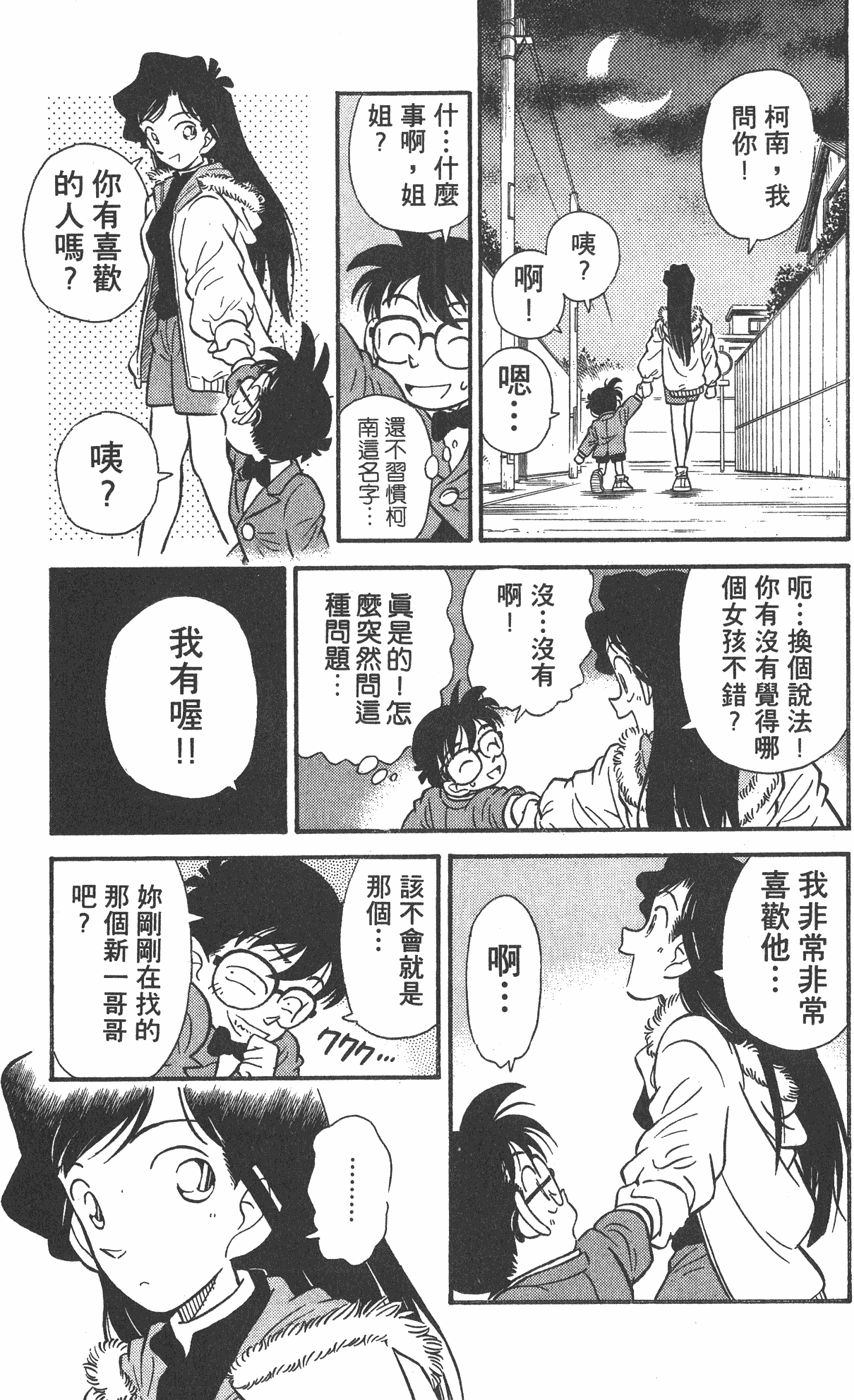 柯南，我
問你！
咦？
啊！
嗯…
什…什麼
事啊，姐
姐？
還不習慣柯
南這名字…
你有喜歡
的人嗎？
咦？
呃…換個說法！
你有沒有覺得哪
個女孩不錯？
沒…沒有
啊！
真是的！怎
麼突然問這
種問題…
我有喔!!
我非常非常
喜歡他…
啊…
該不會就是
那個…
妳剛剛在找的
那個新一哥哥
吧？
ククク…
………